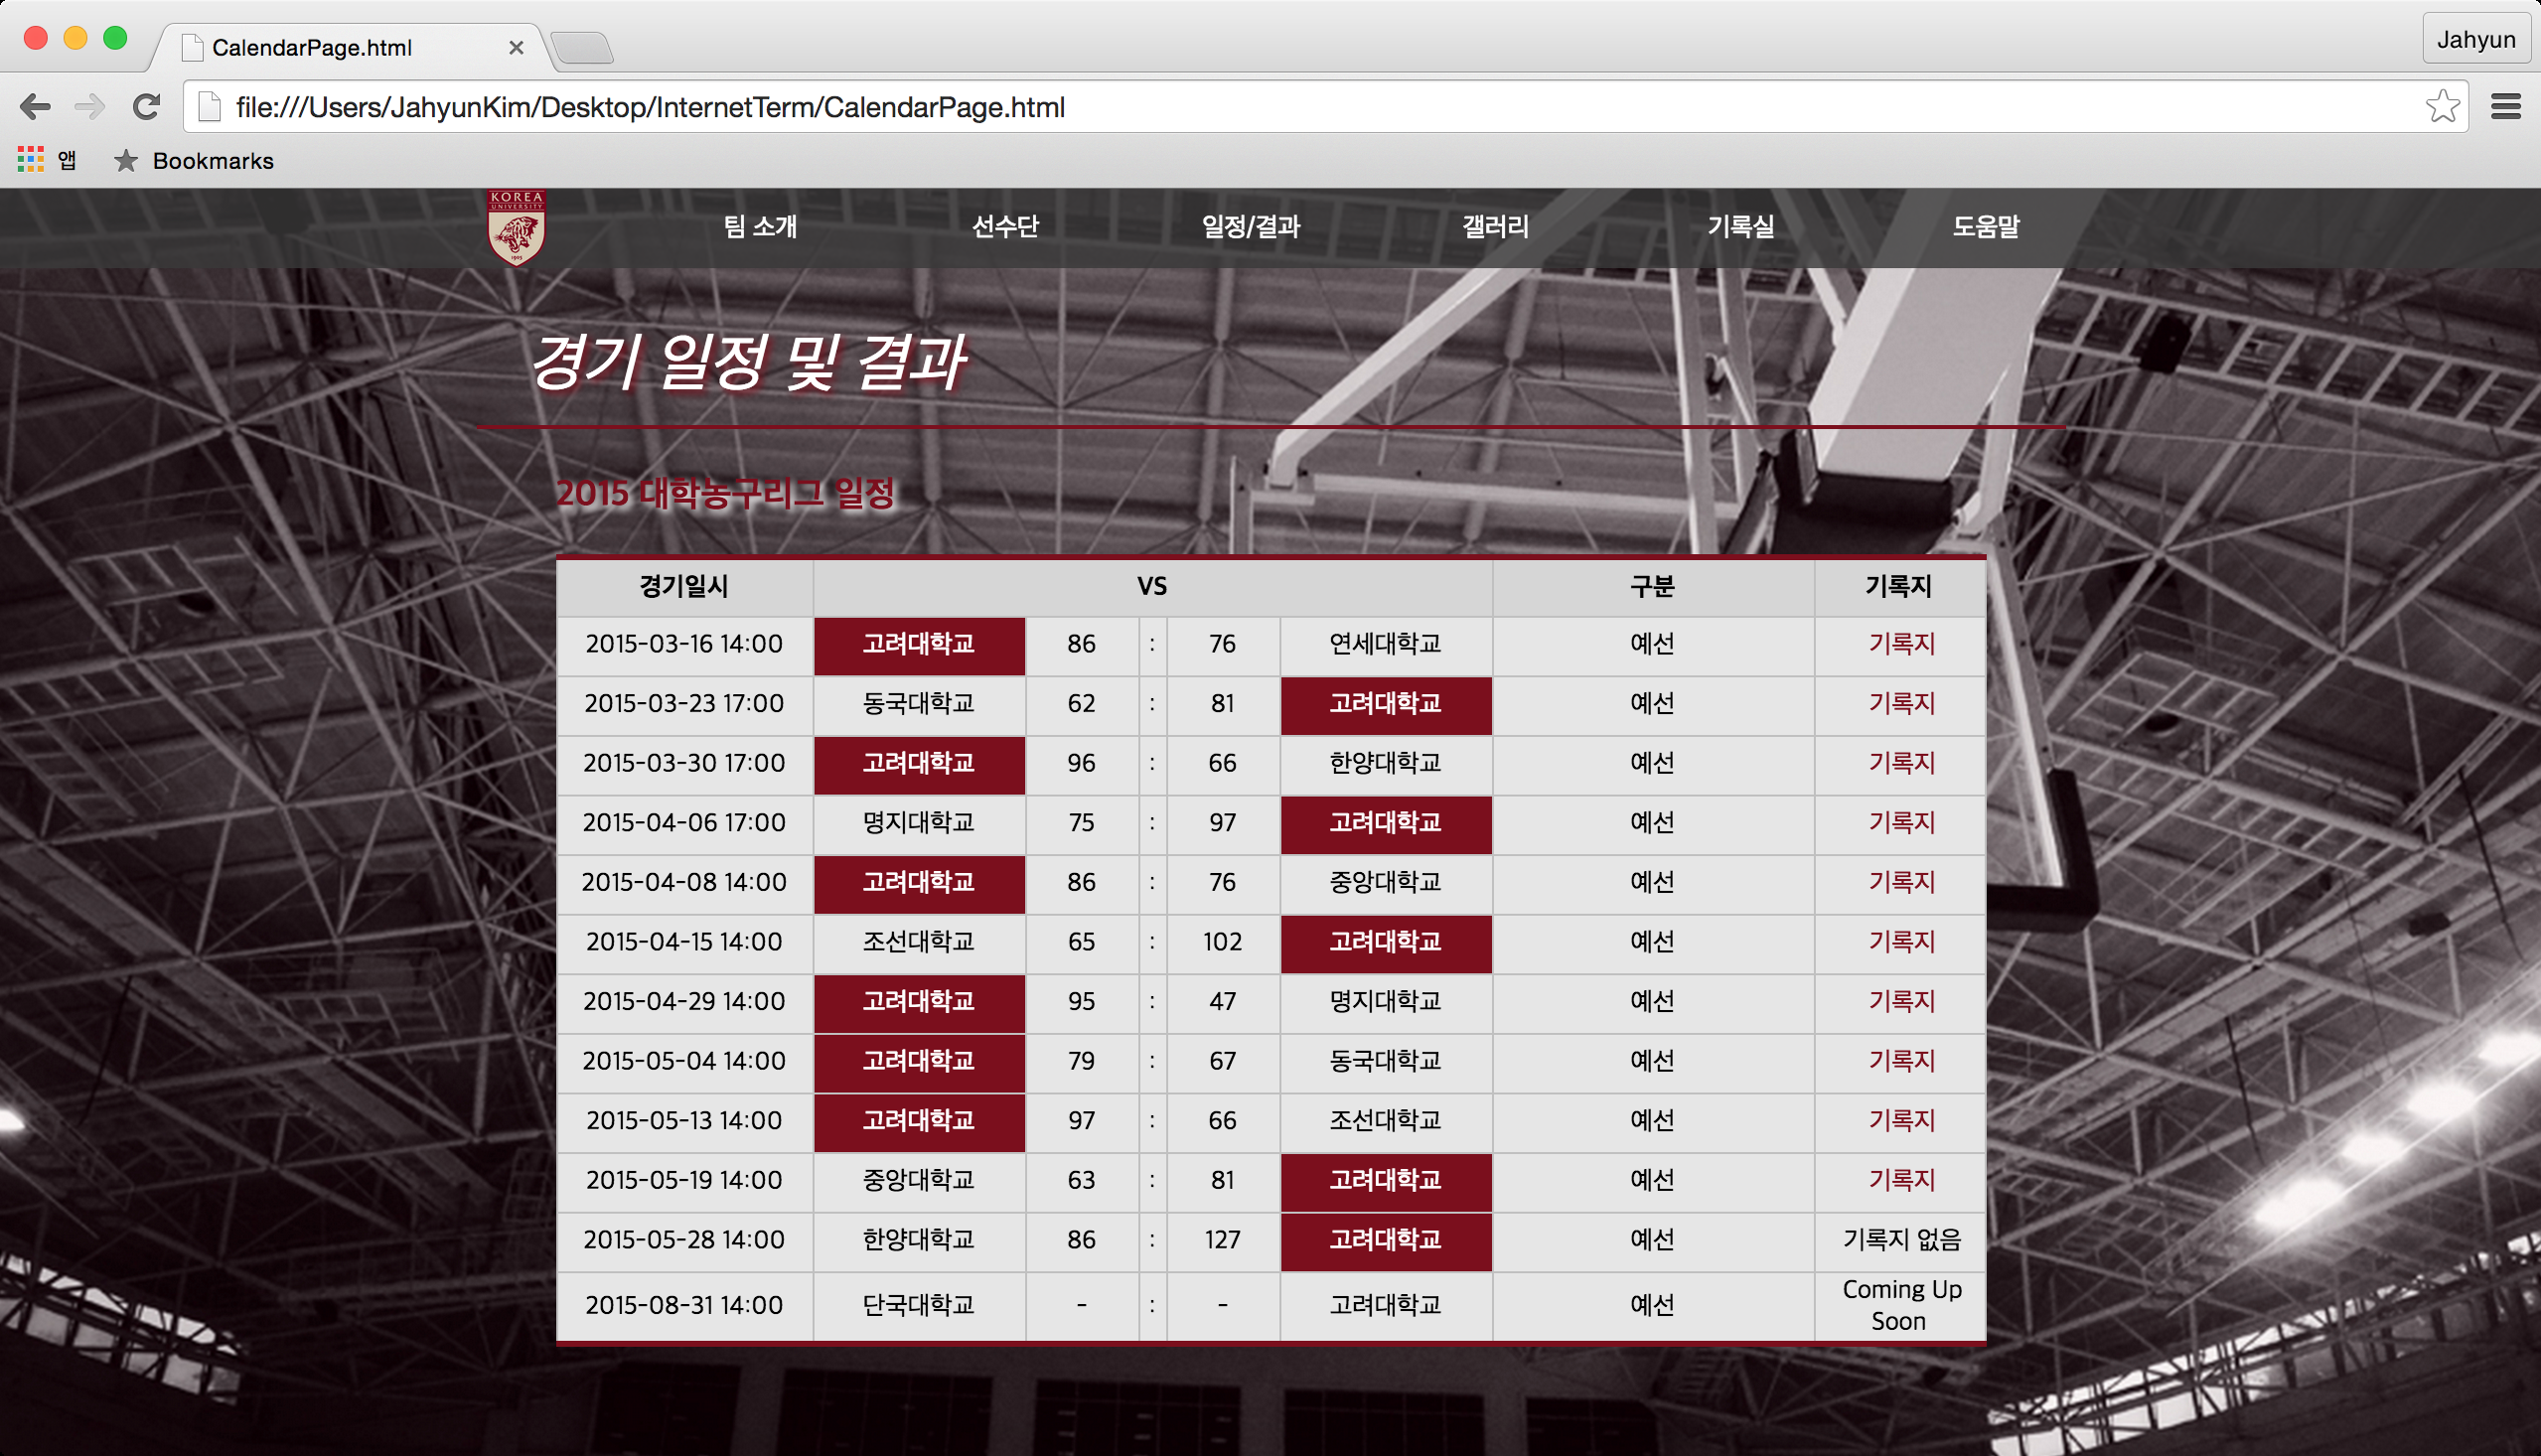 CalendarPage.html
Jahyun
file:///Users/JahyunKim/Desktop/InternetTerm/CalendarPage.html
앱 Bookmarks
KOREA
UNIVERSITY
1905
팀 소개 선수단 일정/결과 갤러리 기록실 도움말
경기 일정 및 결과
2015 대학농구리그 일정
경기일시 VS 구분 기록지
2015-03-16 14:00 고려대학교 86 : 76 연세대학교 예선 기록지
2015-03-23 17:00 동국대학교 62 : 81 고려대학교 예선 기록지
2015-03-30 17:00 고려대학교 96 : 66 한양대학교 예선 기록지
2015-04-06 17:00 명지대학교 75 : 97 고려대학교 예선 기록지
2015-04-08 14:00 고려대학교 86 : 76 중앙대학교 예선 기록지
2015-04-15 14:00 조선대학교 65 : 102 고려대학교 예선 기록지
2015-04-29 14:00 고려대학교 95 : 47 명지대학교 예선 기록지
2015-05-04 14:00 고려대학교 79 : 67 동국대학교 예선 기록지
2015-05-13 14:00 고려대학교 97 : 66 조선대학교 예선 기록지
2015-05-19 14:00 중앙대학교 63 : 81 고려대학교 예선 기록지
2015-05-28 14:00 한양대학교 86 : 127 고려대학교 예선 기록지 없음
2015-08-31 14:00 단국대학교 - : - 고려대학교 예선 Coming Up
Soon